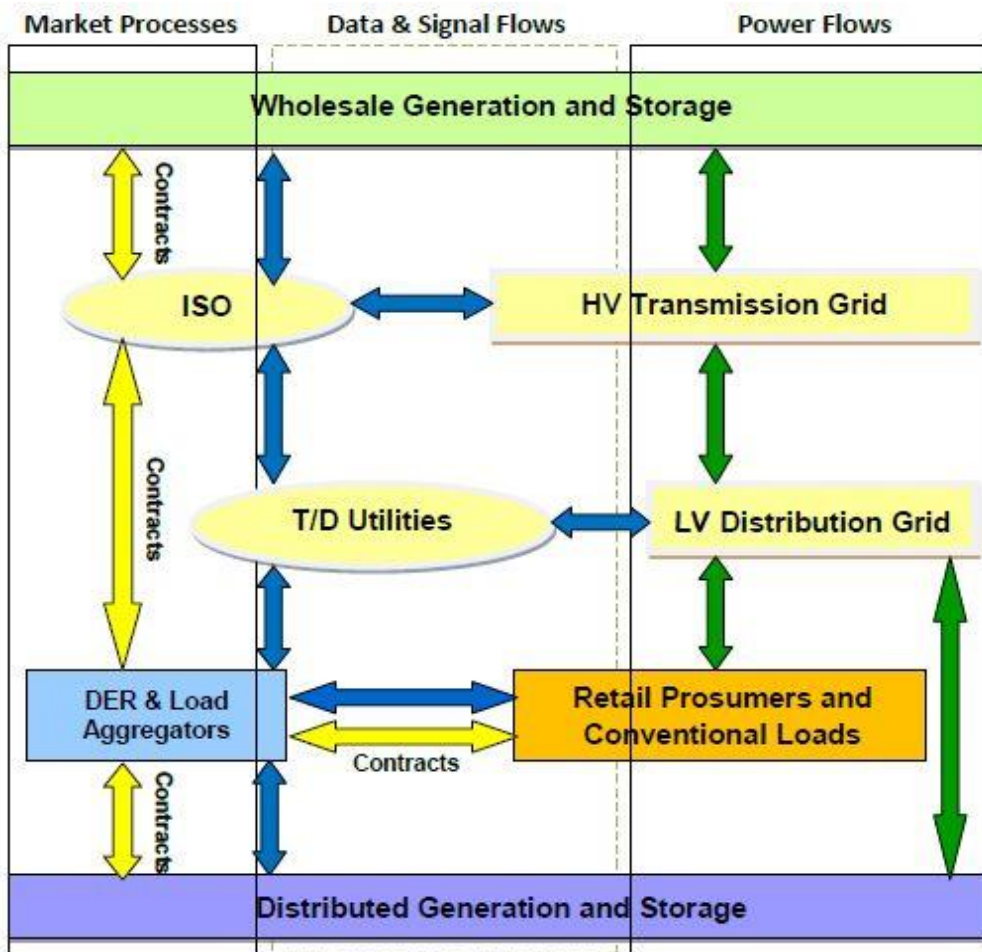 Market Processes
Data & Signal Flows
Power Flows
Wholesale Generation and Storage
Contracts
ISO
HV Transmission Grid
Contracts
T/D Utilities
LV Distribution Grid
DER & Load
Aggregators
Retail Prosumers and
Conventional Loads
Contracts
Contracts
Distributed Generation and Storage